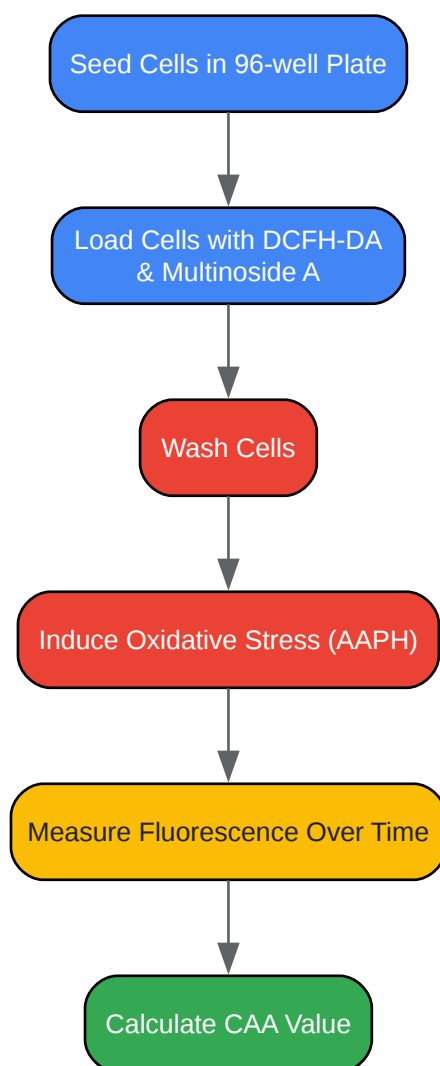 Seed Cells in 96-well Plate
Load Cells with DCFH-DA
& Multinoside A
Wash Cells
Induce Oxidative Stress (AAPH)
Measure Fluorescence Over Time
Calculate CAA Value